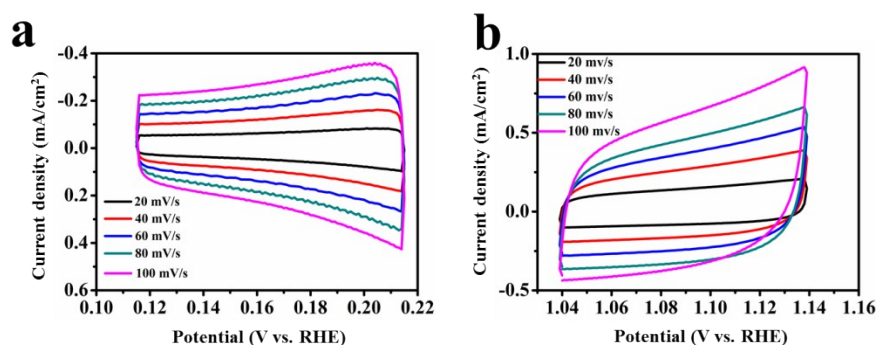 a
-0.4
-0.2
0.0
0.2
0.4
0.6
Current density (mA/cm²)
20 mV/s
40 mV/s
60 mV/s
80 mV/s
100 mV/s
0.10 0.12 0.14 0.16 0.18 0.20 0.22
Potential (V vs. RHE)
b
1.0
0.5
0.0
-0.5
Current density (mA/cm²)
20 mv/s
40 mv/s
60 mv/s
80 mv/s
100 mv/s
1.04 1.06 1.08 1.10 1.12 1.14 1.16
Potential (V vs. RHE)